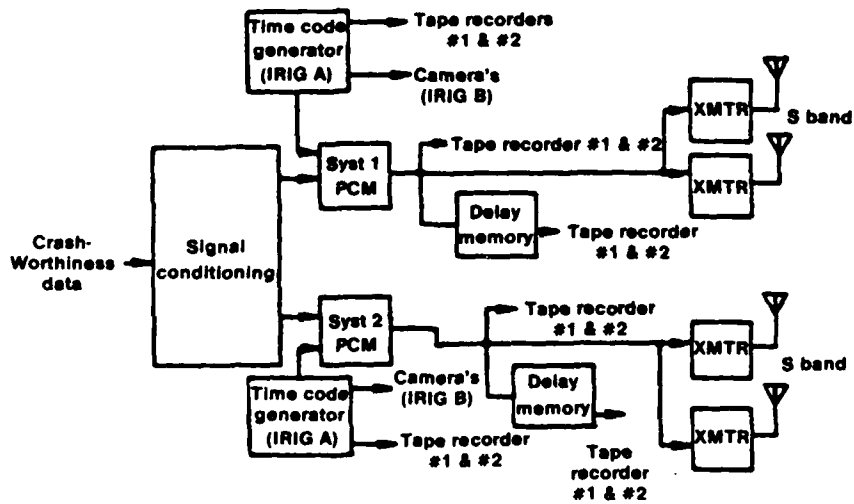 Time code
generator
(IRIG A)
Tape recorders
#1 & #2
Camera's
(IRIG B)
XMTR
S band
Syst 1
PCM
Tape recorder #1 & #2
XMTR
Delay
memory
Tape recorder
#1 & #2
Crash-
Worthiness
data
Signal
conditioning
Syst 2
PCM
Tape recorder
#1 & #2
XMTR
S band
Time code
generator
(IRIG A)
Camera's
(IRIG B)
Delay
memory
Tape recorder
#1 & #2
Tape
recorder
#1 & #2
XMTR